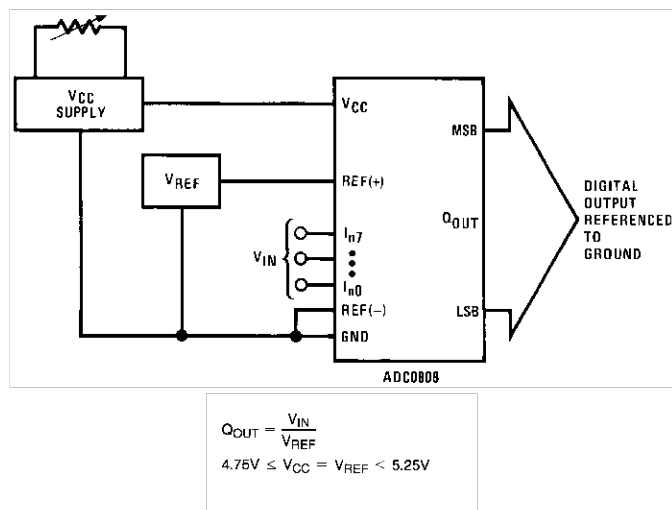 VCC
SUPPLY
VCC
MSB
VREF
REF(+)
DIGITAL
OUTPUT
REFERENCED
TO
GROUND
QOUT
VIN
In7
In0
REF(−)
LSB
GND
ADC0808
QOUT = VIN / VREF
4.75V ≤ VCC = VREF < 5.25V